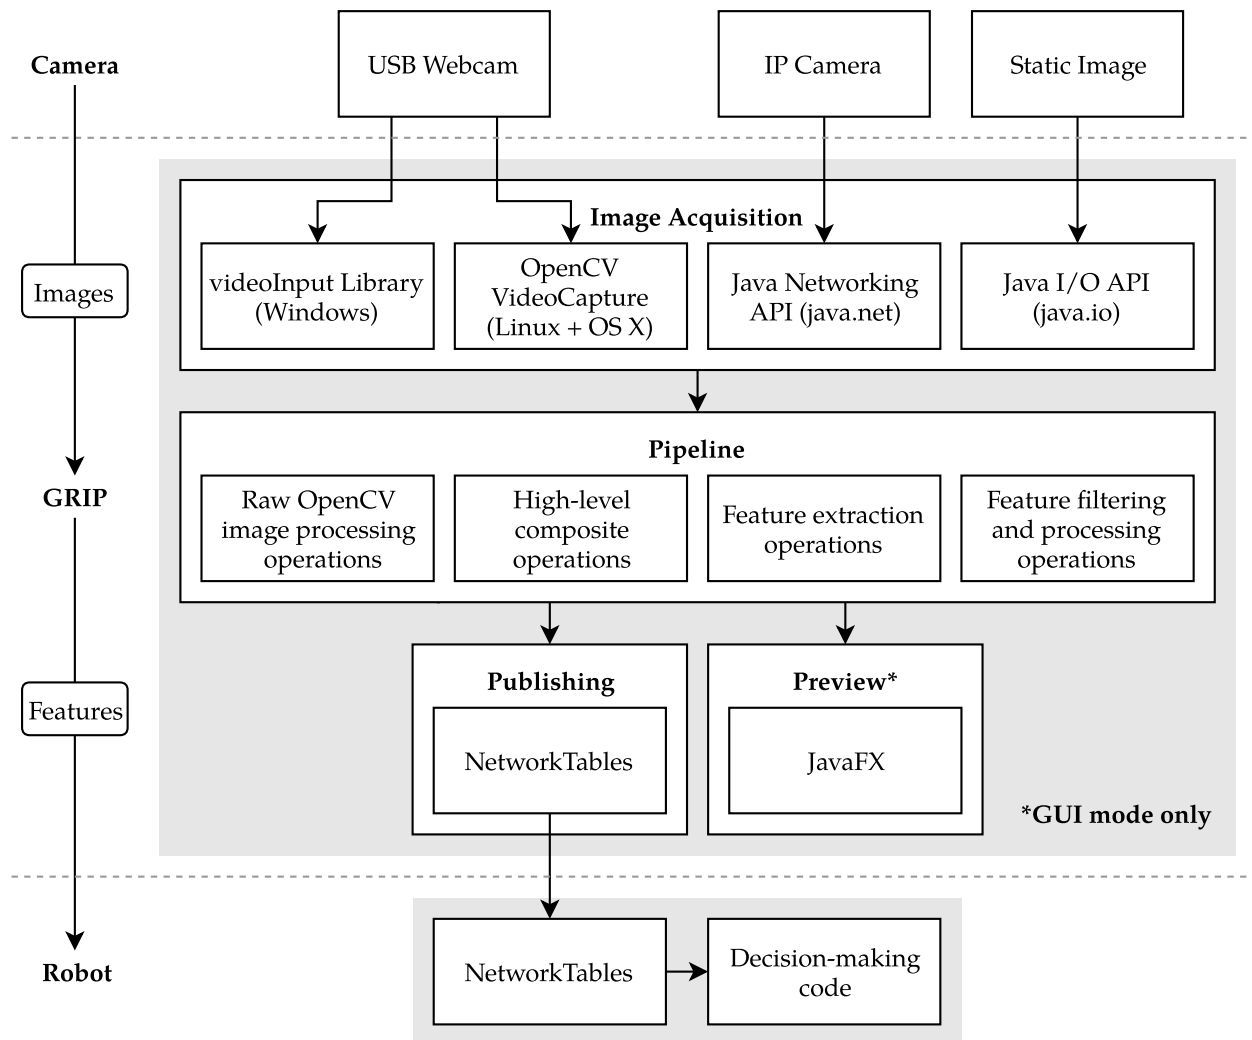 Camera
USB Webcam
IP Camera
Static Image
Image Acquisition
Images
videoInput Library
(Windows)
OpenCV
VideoCapture
(Linux + OS X)
Java Networking
API (java.net)
Java I/O API
(java.io)
Pipeline
GRIP
Raw OpenCV
image processing
operations
High-level
composite
operations
Feature extraction
operations
Feature filtering
and processing
operations
Features
Publishing
NetworkTables
Preview*
JavaFX
*GUI mode only
Robot
NetworkTables
Decision-making
code